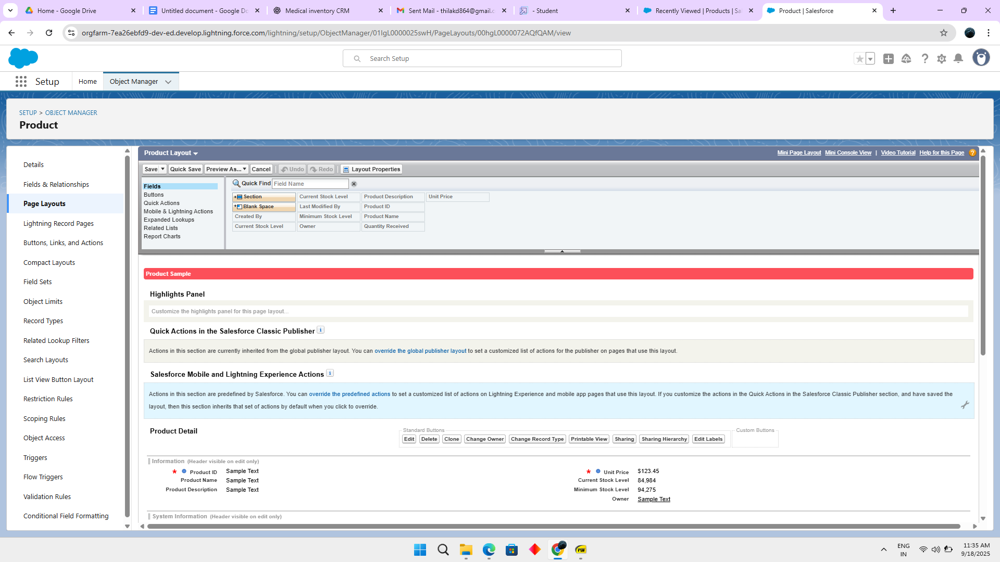 Home - Google Drive
Untitled document - Google Do
Medical inventory CRM
Sent Mail - thilakd864@gmail.c
- Student
Recently Viewed | Products | Sa
Product | Salesforce
orgfarm-7ea26ebfd9-dev-ed.develop.lightning.force.com/lightning/setup/ObjectManager/01IgL0000025swH/PageLayouts/00hgL0000072AQfQAM/view
Search Setup
Setup
Home
Object Manager
SETUP > OBJECT MANAGER
Product
Details
Fields & Relationships
Page Layouts
Lightning Record Pages
Buttons, Links, and Actions
Compact Layouts
Field Sets
Object Limits
Record Types
Related Lookup Filters
Search Layouts
List View Button Layout
Restriction Rules
Scoping Rules
Object Access
Triggers
Flow Triggers
Validation Rules
Conditional Field Formatting
Product Layout
Mini Page Layout Mini Console View | Video Tutorial Help for this Page ?
Save Quick Save Preview As... Cancel Undo Redo Layout Properties
Fields
Buttons
Quick Actions
Mobile & Lightning Actions
Expanded Lookups
Related Lists
Report Charts
Quick Find Field Name
Section Current Stock Level Product Description Unit Price
Blank Space Last Modified By Product ID
Created By Minimum Stock Level Product Name
Current Stock Level Owner Quantity Received
Product Sample
Highlights Panel
Customize the highlights panel for this page layout...
Quick Actions in the Salesforce Classic Publisher i
Actions in this section are currently inherited from the global publisher layout. You can override the global publisher layout to set a customized list of actions for the publisher on pages that use this layout.
Salesforce Mobile and Lightning Experience Actions i
Actions in this section are predefined by Salesforce. You can override the predefined actions to set a customized list of actions on Lightning Experience and mobile app pages that use this layout. If you customize the actions in the Quick Actions in the Salesforce Classic Publisher section, and have saved the
layout, then this section inherits that set of actions by default when you click to override.
Product Detail
Standard Buttons
Edit Delete Clone Change Owner Change Record Type Printable View Sharing Sharing Hierarchy Edit Labels
Custom Buttons
Information (Header visible on edit only)
* Product ID Sample Text
Product Name Sample Text
Product Description Sample Text
* Unit Price $123.45
Current Stock Level 84,984
Minimum Stock Level 94,275
Owner Sample Text
System Information (Header visible on edit only)
PDF
ENG
IN
11:35 AM
9/18/2025